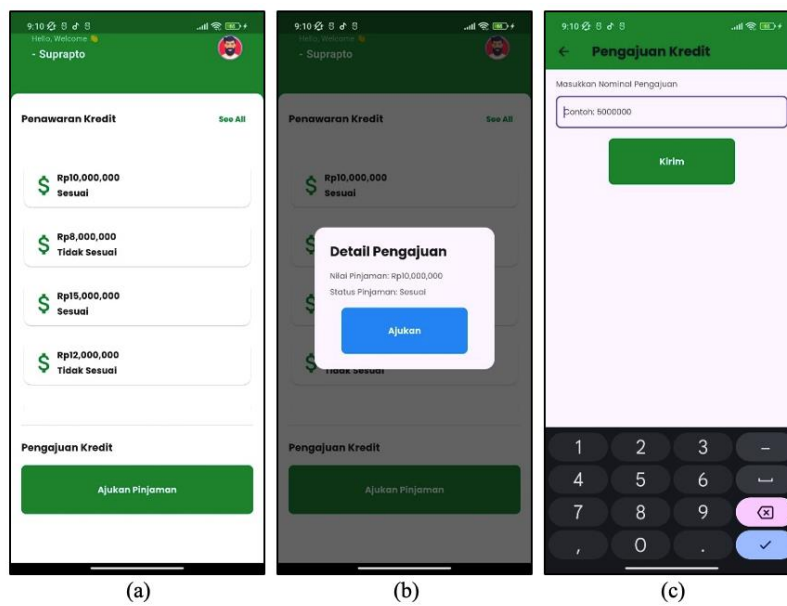 9:10
Hello, Welcome 👋
- Suprapto
Penawaran Kredit
See All
Rp10,000,000
Sesuai
Rp8,000,000
Tidak Sesuai
Rp15,000,000
Sesuai
Rp12,000,000
Tidak Sesuai
Pengajuan Kredit
Ajukan Pinjaman
(a)
9:10
Hello, Welcome 👋
- Suprapto
Penawaran Kredit
See All
Rp10,000,000
Sesuai
Detail Pengajuan
Nilai Pinjaman: Rp10,000,000
Status Pinjaman: Sesuai
Ajukan
Tidak Sesuai
Pengajuan Kredit
Ajukan Pinjaman
(b)
9:10
Pengajuan Kredit
Masukkan Nominal Pengajuan
Contoh: 5000000
Kirim
1 2 3 -
4 5 6
7 8 9
, 0 .
(c)